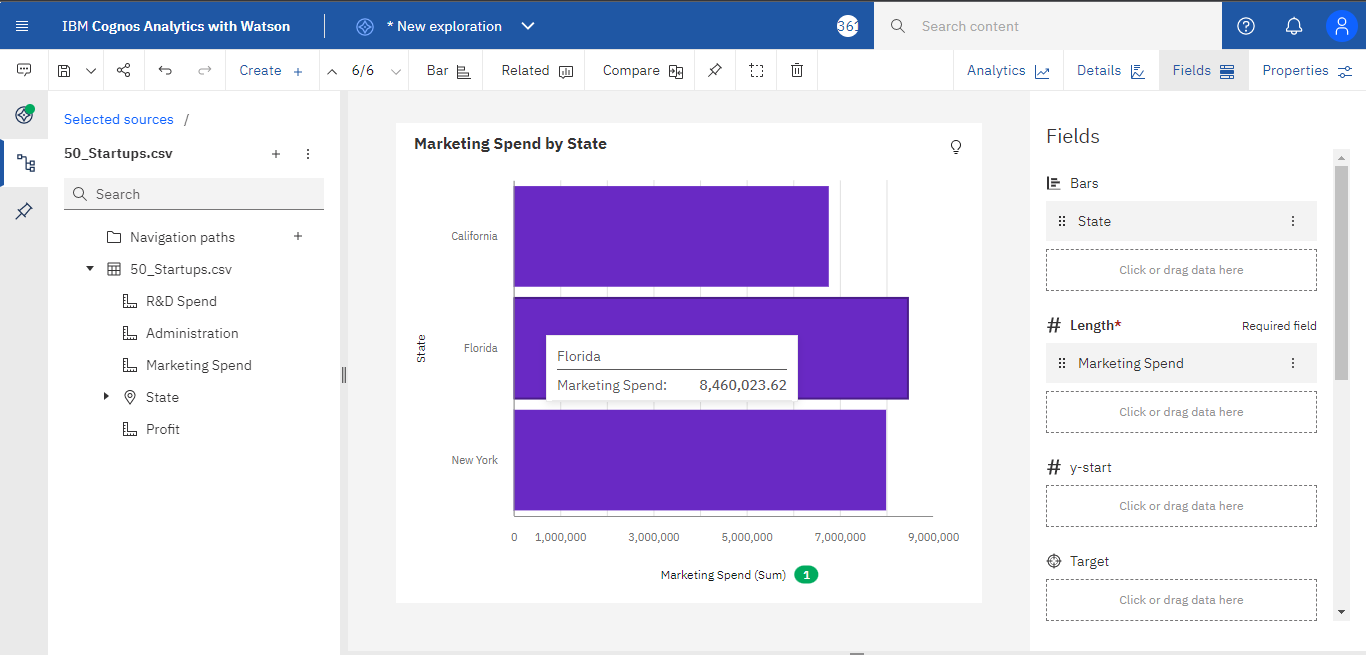 IBM Cognos Analytics with Watson
* New exploration
361
Search content
Create +
6/6
Bar
Related
Compare
Analytics
Details
Fields
Properties
Selected sources /
50_Startups.csv
Search
Navigation paths
50_Startups.csv
R&D Spend
Administration
Marketing Spend
State
Profit
Marketing Spend by State
California
Florida
New York
State
Florida
Marketing Spend: 8,460,023.62
0 1,000,000 3,000,000 5,000,000 7,000,000 9,000,000
Marketing Spend (Sum) 1
Fields
Bars
State
Click or drag data here
# Length* Required field
Marketing Spend
Click or drag data here
# y-start
Click or drag data here
Target
Click or drag data here